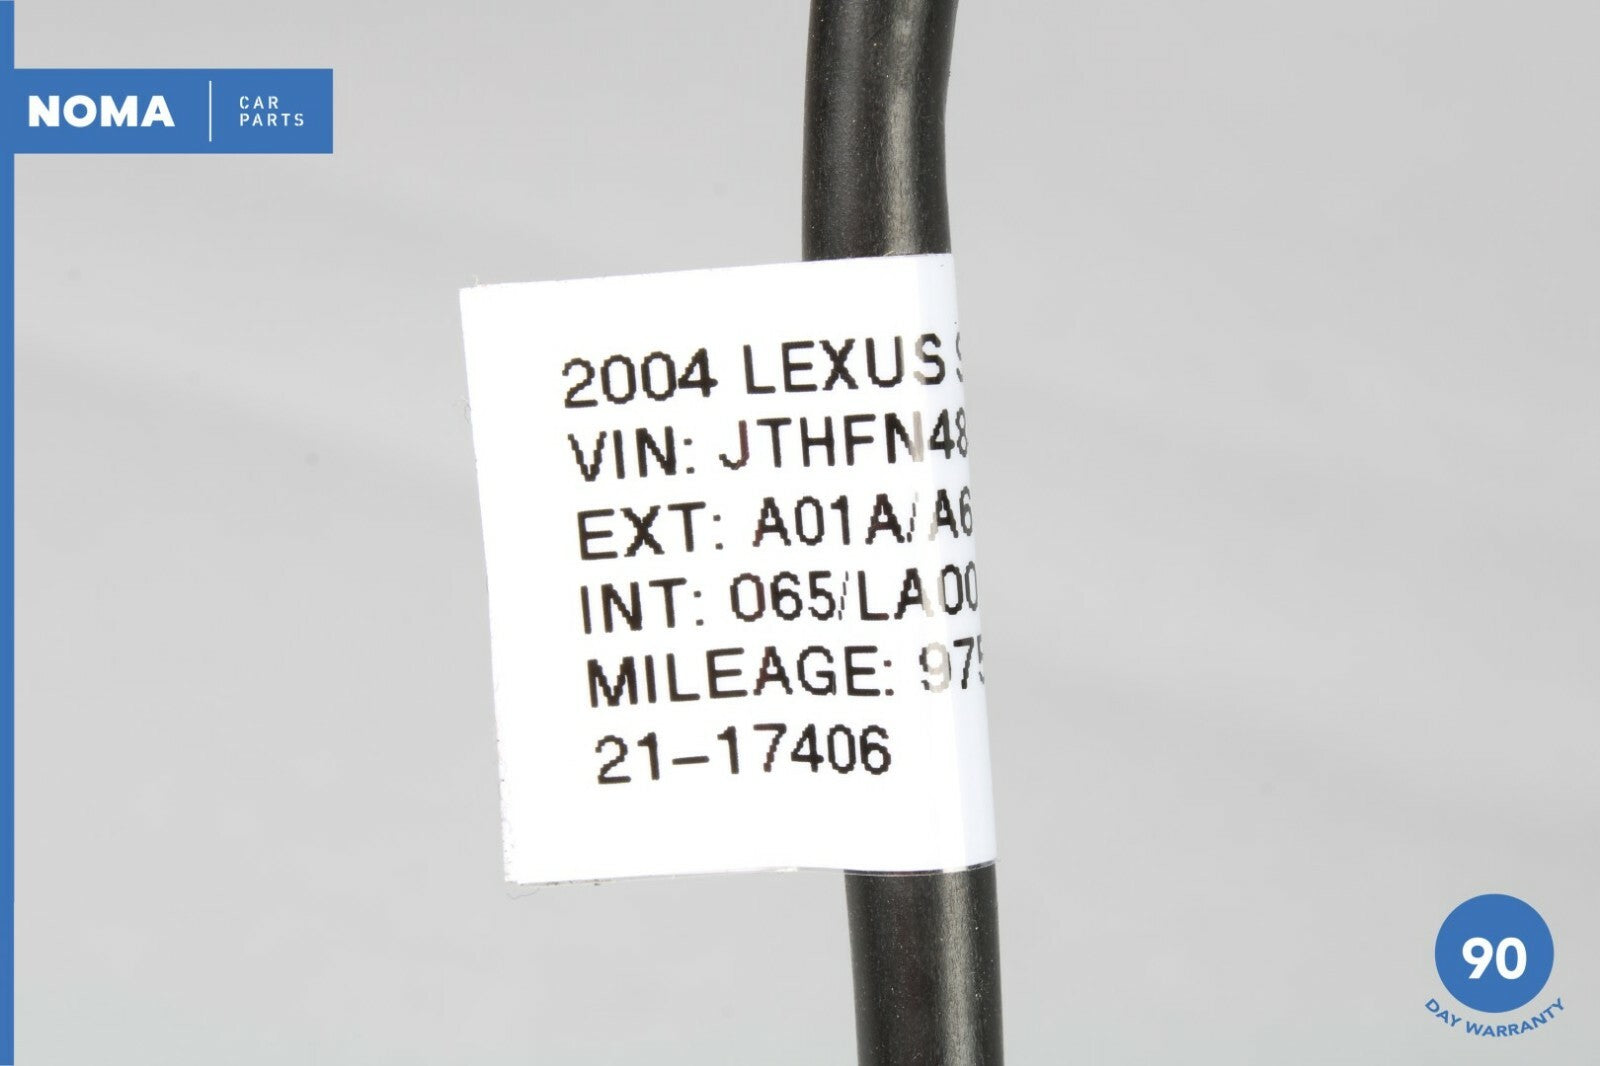 NOMA
CAR
PARTS
2004 LEXUS
VIN: JTHFN48
EXT: A01A/A6
INT: 065/LA00
MILEAGE: 975
21-17406
90
DAY WARRANTY